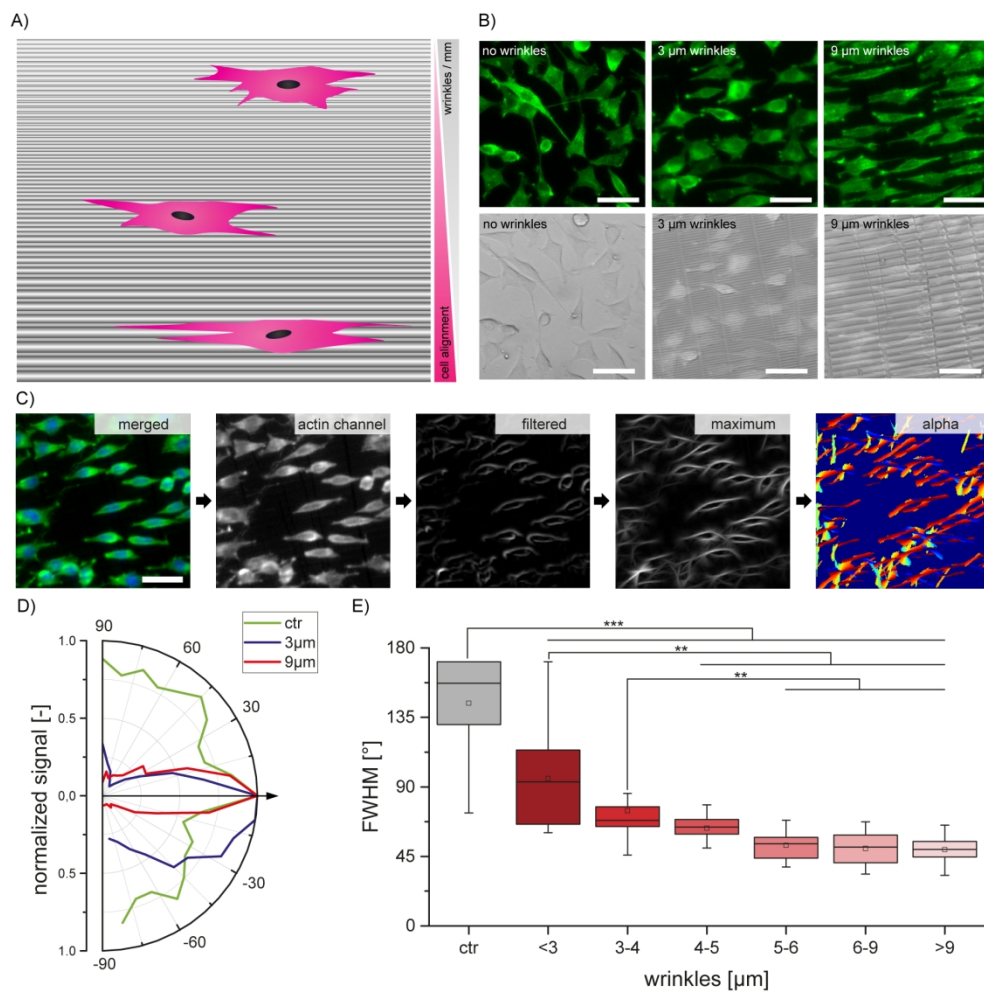 A)
wrinkles / mm
cell alignment
B)
no wrinkles
3 µm wrinkles
9 µm wrinkles
no wrinkles
3 µm wrinkles
9 µm wrinkles
C)
merged
actin channel
filtered
maximum
alpha
D)
normalized signal [-]
1.0
0.5
0.0
0.5
1.0
90
60
30
-30
-60
-90
ctr
3µm
9µm
E)
***
**
**
FWHM [°]
180
135
90
45
0
ctr
<3
3-4
4-5
5-6
6-9
>9
wrinkles [µm]